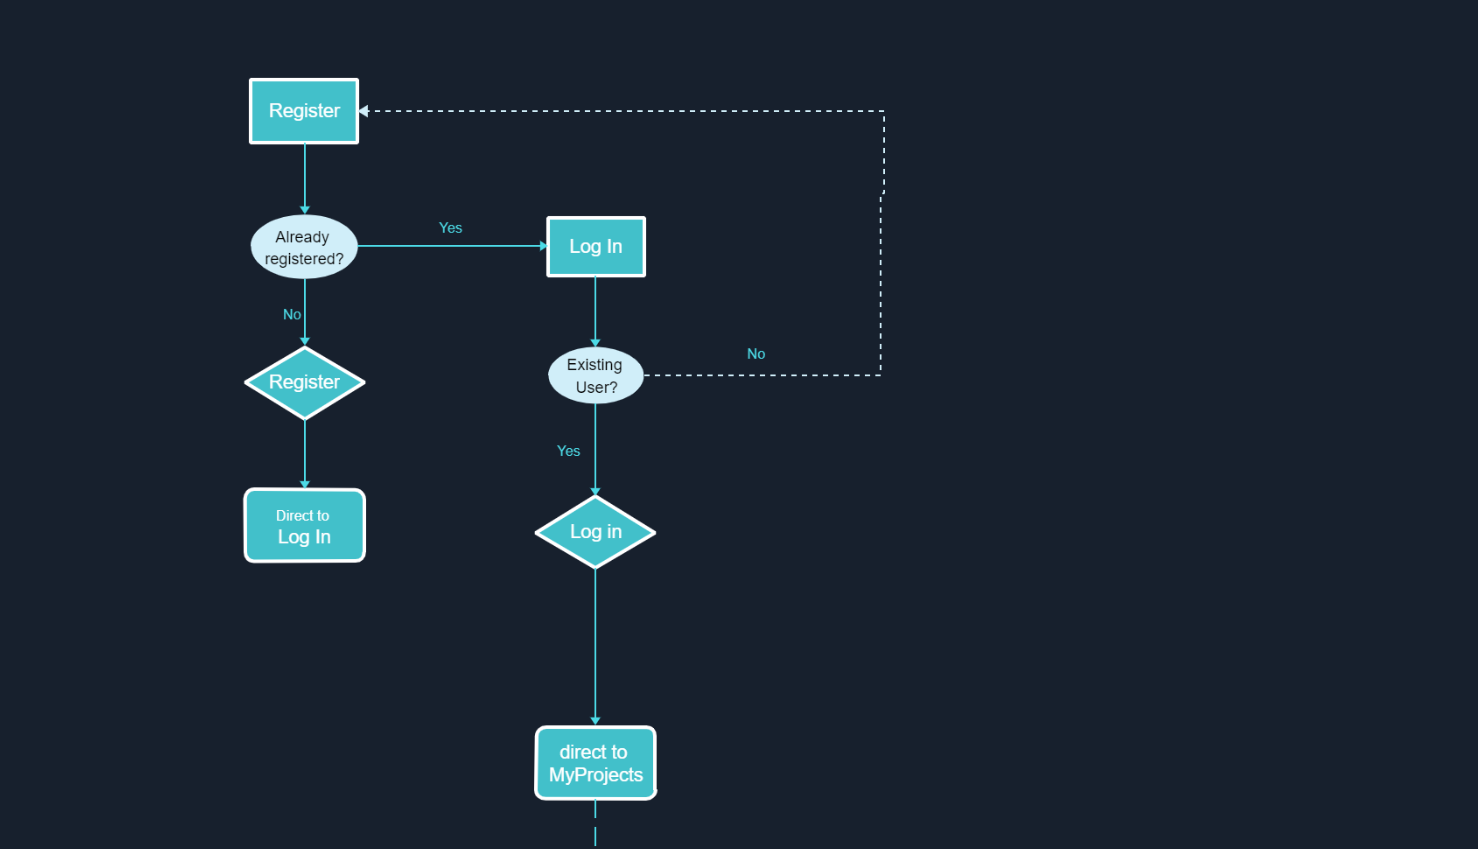 Register
Already
registered?
Yes
Log In
No
Existing
User?
No
Register
Yes
Direct to
Log In
Log in
direct to
MyProjects